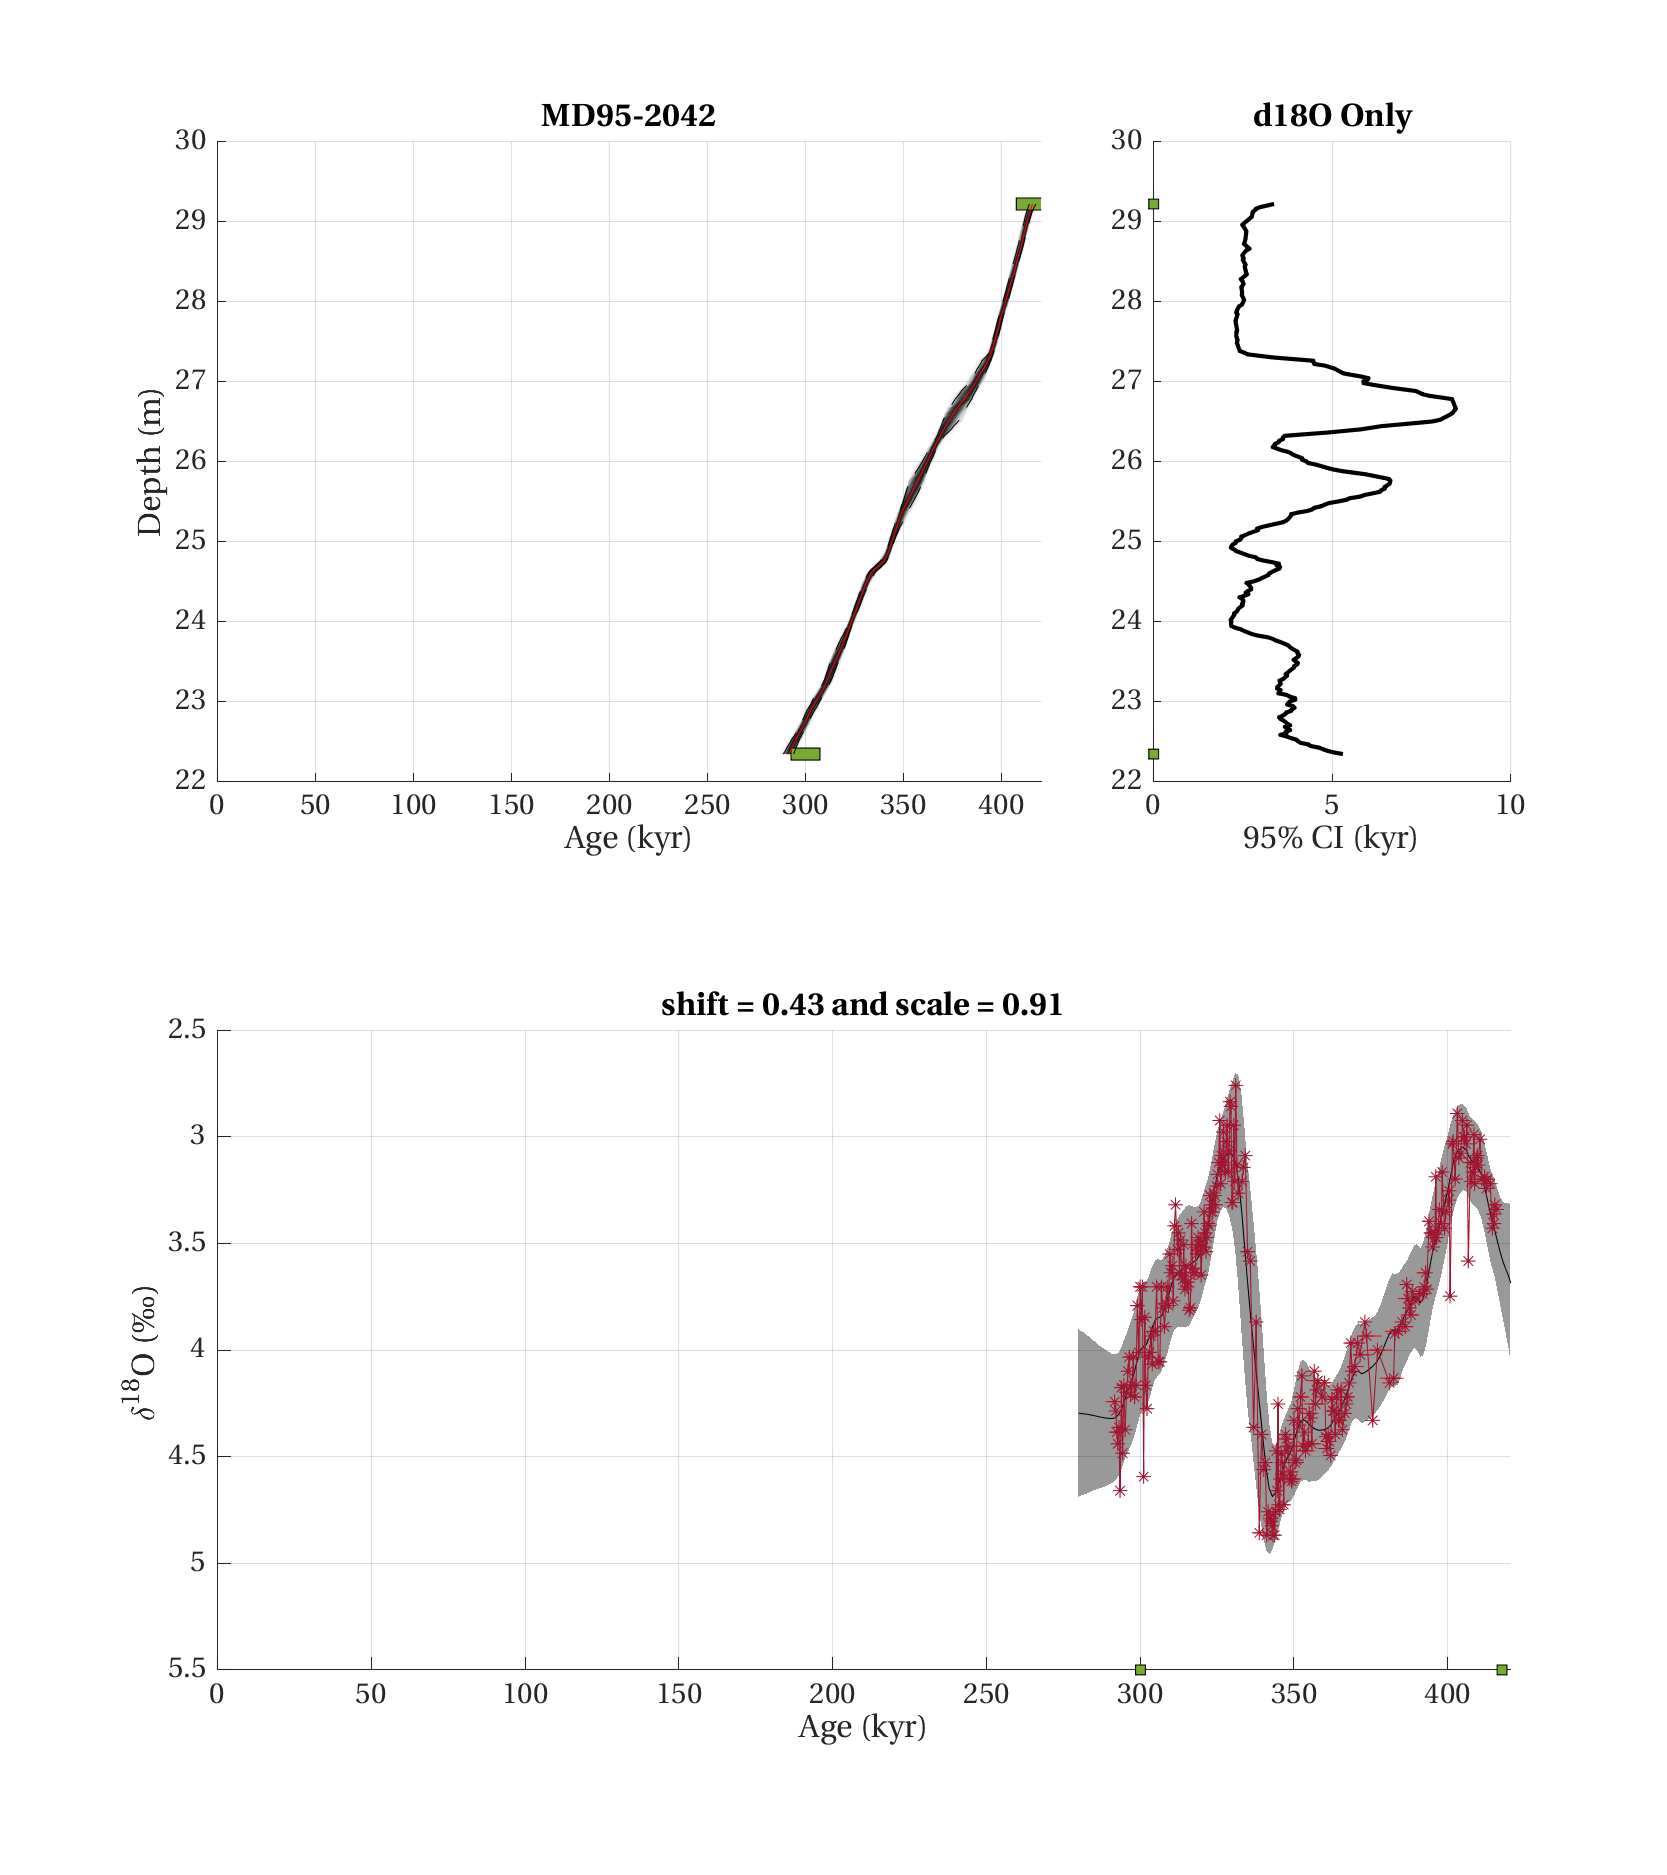 MD95-2042
d18O Only
30
29
28
27
26
25
24
23
22
Depth (m)
0 50 100 150 200 250 300 350 400
Age (kyr)
30
29
28
27
26
25
24
23
22
0 5 10
95% CI (kyr)
shift = 0.43 and scale = 0.91
2.5
3
3.5
4
4.5
5
5.5
δ18O (‰)
0 50 100 150 200 250 300 350 400
Age (kyr)